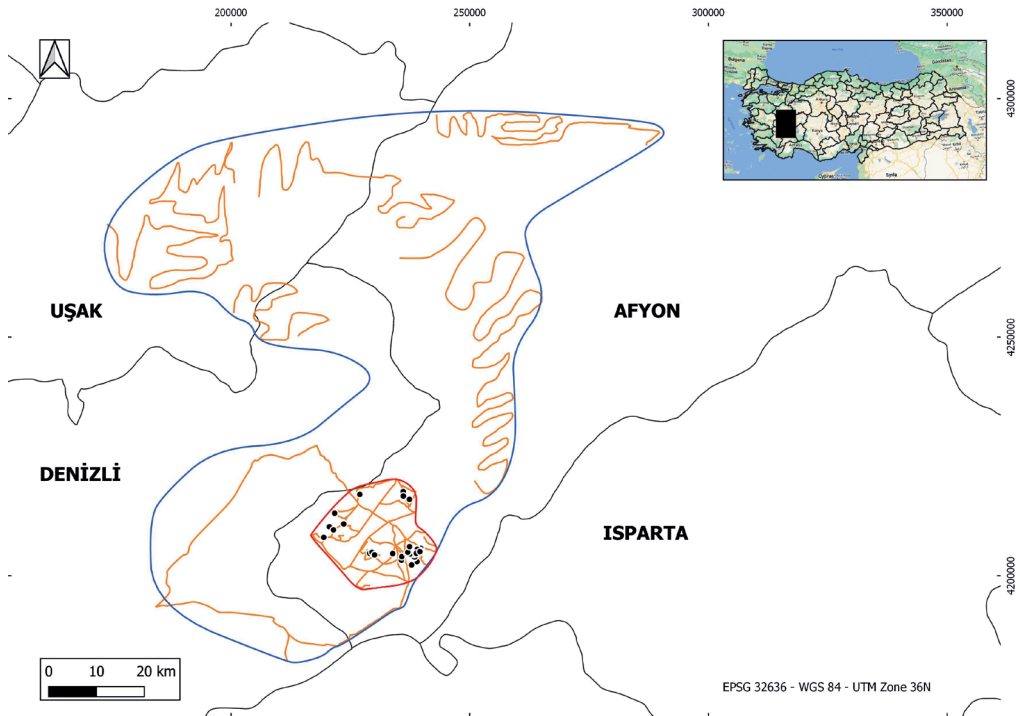 200000
250000
300000
350000
4300000
4250000
4200000
UŞAK
AFYON
DENİZLİ
ISPARTA
0 10 20 km
EPSG 32636 - WGS 84 - UTM Zone 36N